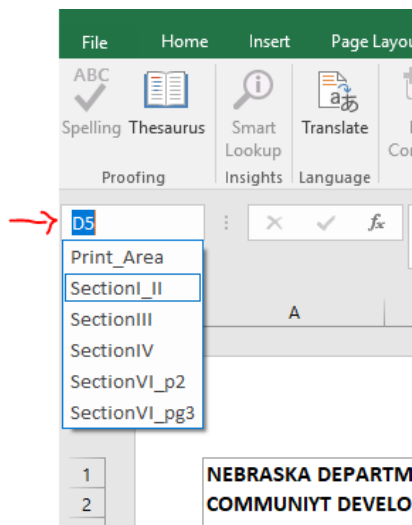 File Home Insert Page Layou
ABC
Spelling Thesaurus Smart Lookup Translate
Proofing Insights Language
D5 fx
Print_Area
SectionI_II
SectionIII
A
SectionIV
SectionVI_p2
SectionVI_pg3
1 NEBRASKA DEPARTM
2 COMMUNIYT DEVELO